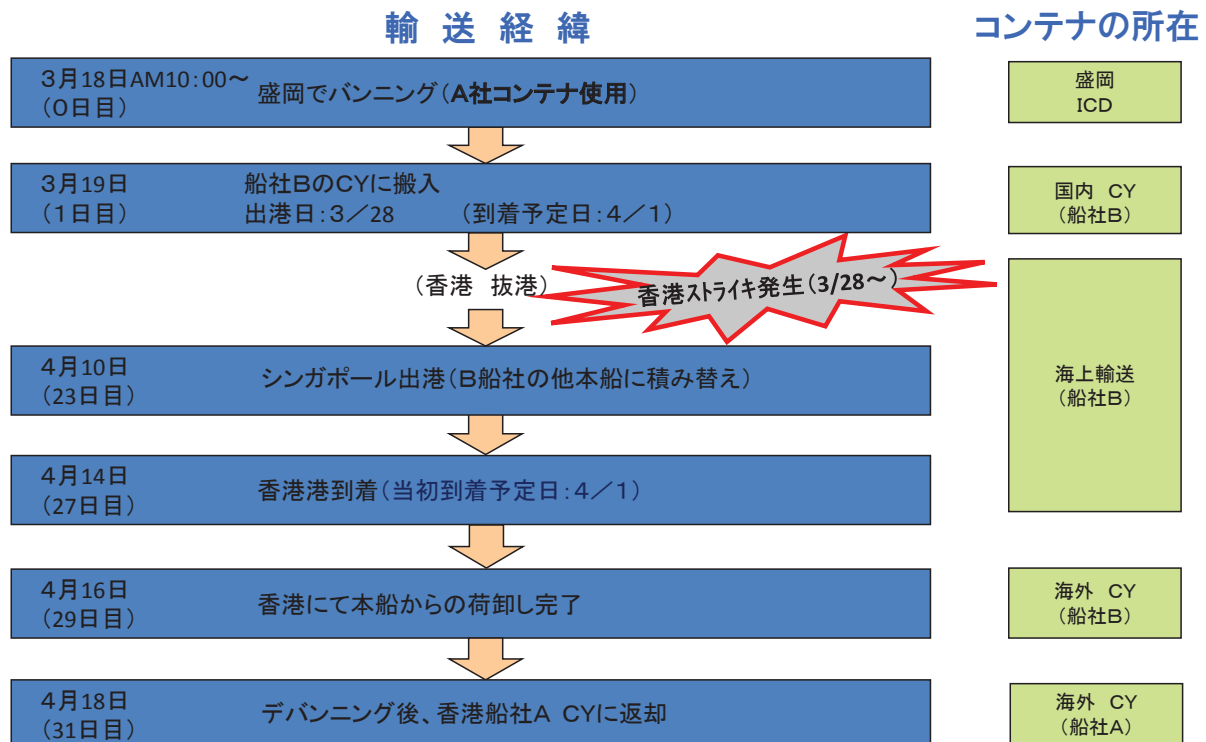 輸 送 経 緯
コンテナの所在
3月18日AM10:00～
(0日目)
盛岡でバンニング(A社コンテナ使用)
盛岡
ICD
3月19日
(1日目)
船社BのCYに搬入
出港日:3／28 (到着予定日:4／1)
国内 CY
(船社B)
(香港 抜港)
香港ストライキ発生(3/28～)
4月10日
(23日目)
シンガポール出港(B船社の他本船に積み替え)
海上輸送
(船社B)
4月14日
(27日目)
香港港到着(当初到着予定日:4／1)
4月16日
(29日目)
香港にて本船からの荷卸し完了
海外 CY
(船社B)
4月18日
(31日目)
デバンニング後、香港船社A CYに返却
海外 CY
(船社A)